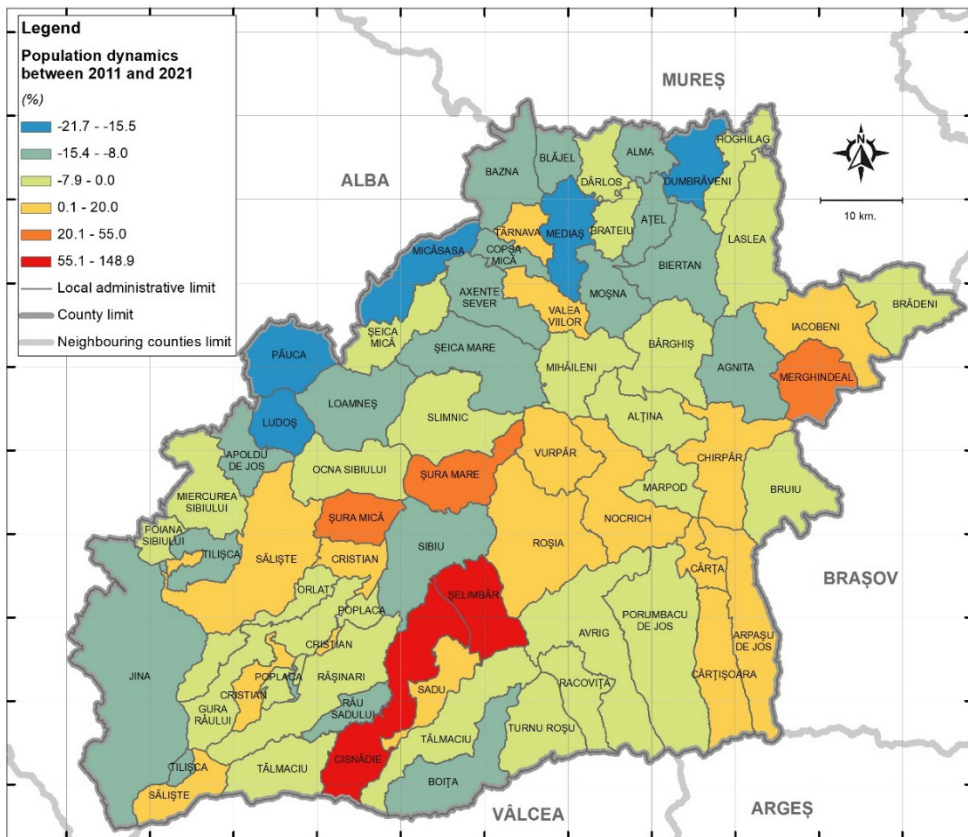 Legend
Population dynamics
between 2011 and 2021
(%)
-21.7 - -15.5
-15.4 - -8.0
-7.9 - 0.0
0.1 - 20.0
20.1 - 55.0
55.1 - 148.9
Local administrative limit
County limit
Neighbouring counties limit
MUREȘ
N
10 km.
ALBA
HOGHILAG
BLĂJEL
ALMA
BAZNA
DÂRLOS
DUMBRĂVENI
AȚEL
TÂRNAVA
MEDIAȘ
BRATEIU
LASLEA
MICĂSASA
COPȘA
MICĂ
BIERTAN
AXENTE
SEVER
MOȘNA
BRĂDENI
VALEA
VIILOR
IACOBENI
ȘEICA
MICĂ
BÂRGHIȘ
ȘEICA MARE
PĂUCA
MIHĂILENI
AGNITA
MERGHINDEAL
LOAMNEȘ
SLIMNIC
ALȚINA
LUDOȘ
APOLDU
DE JOS
VURPĂR
CHIRPĂR
OCNA SIBIULUI
ȘURA MARE
MARPOD
BRUIU
MIERCUREA
SIBIULUI
ȘURA MICĂ
NOCRICH
POIANA
SIBIULUI
SIBIU
ROȘIA
TILIȘCA
SĂLIȘTE
CRISTIAN
CÂRȚA
BRAȘOV
ORLAT
ȘELIMBĂR
POPLACA
PORUMBACU
DE JOS
AVRIG
ARPAȘU
DE JOS
CRISTIAN
JINA
POPLACA
RĂȘINARI
CÂRȚIȘOARA
RACOVIȚA
SADU
CRISTIAN
RÂU
SADULUI
GURA
RÂULUI
TURNU ROȘU
TĂLMACIU
CISNĂDIE
TILIȘCA
TĂLMACIU
BOIȚA
SĂLIȘTE
VÂLCEA
ARGEȘ